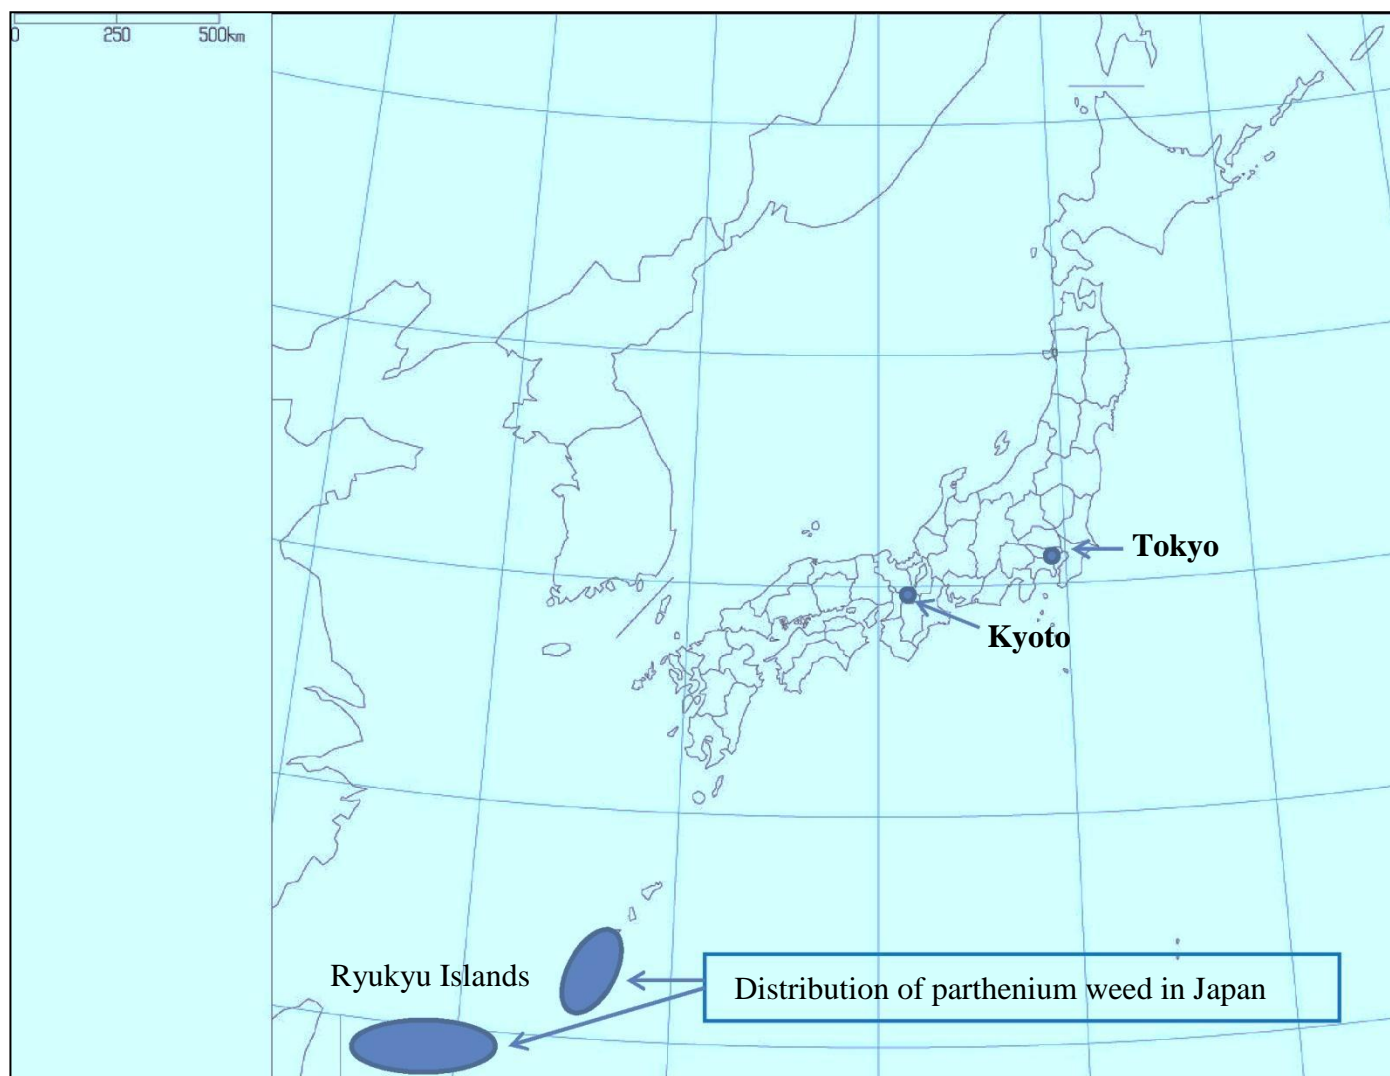 0 250 500km
Tokyo
Kyoto
Ryukyu Islands
Distribution of parthenium weed in Japan